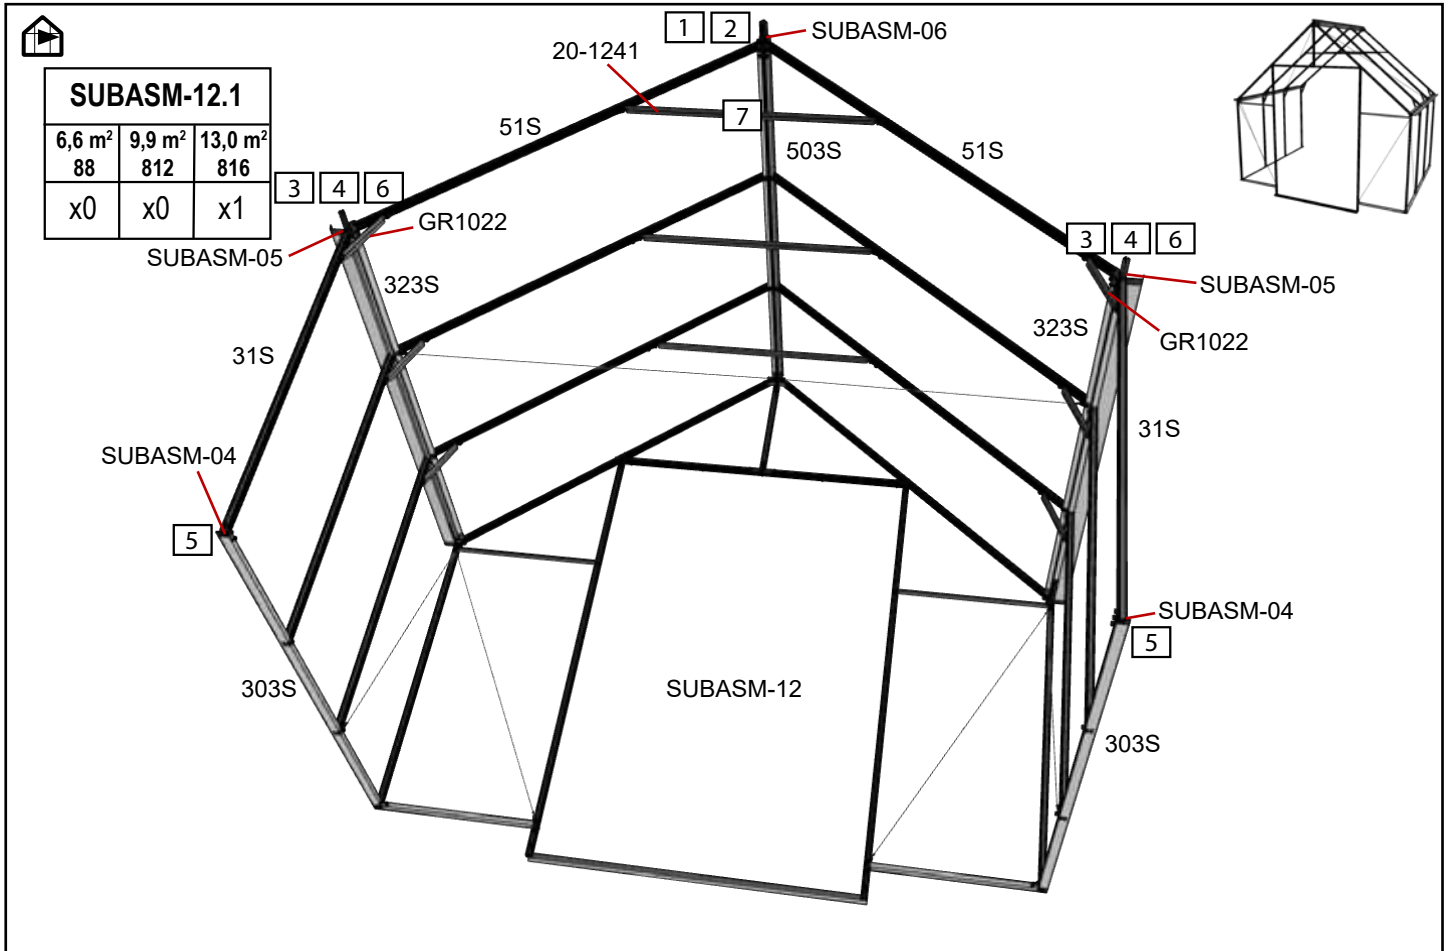 SUBASM-12.1
6,6 m² 9,9 m² 13,0 m²
88 812 816
x0 x0 x1
1 2
SUBASM-06
20-1241
7
51S
503S
51S
3 4 6
GR1022
SUBASM-05
323S
3 4 6
SUBASM-05
323S
GR1022
31S
31S
SUBASM-04
5
SUBASM-04
5
303S
SUBASM-12
303S